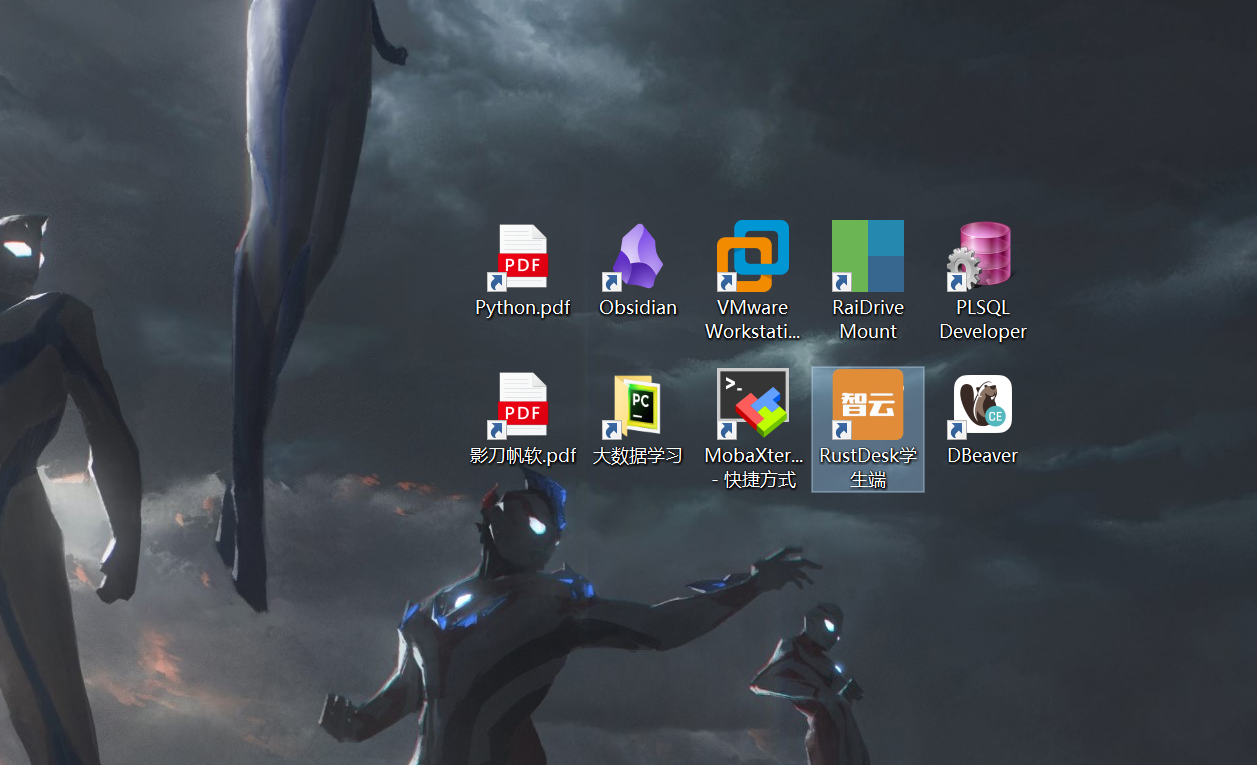 PDF
Python.pdf
Obsidian
VMware
Workstati...
RaiDrive
Mount
PLSQL
Developer
PDF
影刀帆软.pdf
PC
大数据学习
>_
MobaXter...
- 快捷方式
智云
RustDesk学
生端
CE
DBeaver